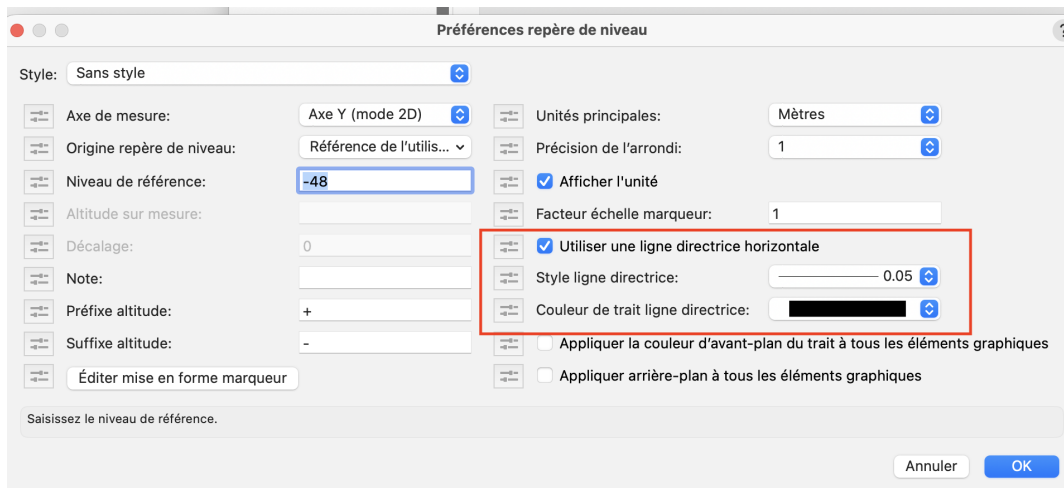 Préférences repère de niveau
?
Style: Sans style
Axe de mesure: Axe Y (mode 2D)
Origine repère de niveau: Référence de l'utilis...
Niveau de référence: -48
Altitude sur mesure:
Décalage: 0
Note:
Préfixe altitude: +
Suffixe altitude: -
Éditer mise en forme marqueur
Unités principales: Mètres
Précision de l'arrondi: 1
Afficher l'unité
Facteur échelle marqueur: 1
Utiliser une ligne directrice horizontale
Style ligne directrice: 0.05
Couleur de trait ligne directrice:
Appliquer la couleur d'avant-plan du trait à tous les éléments graphiques
Appliquer arrière-plan à tous les éléments graphiques
Saisissez le niveau de référence.
Annuler OK